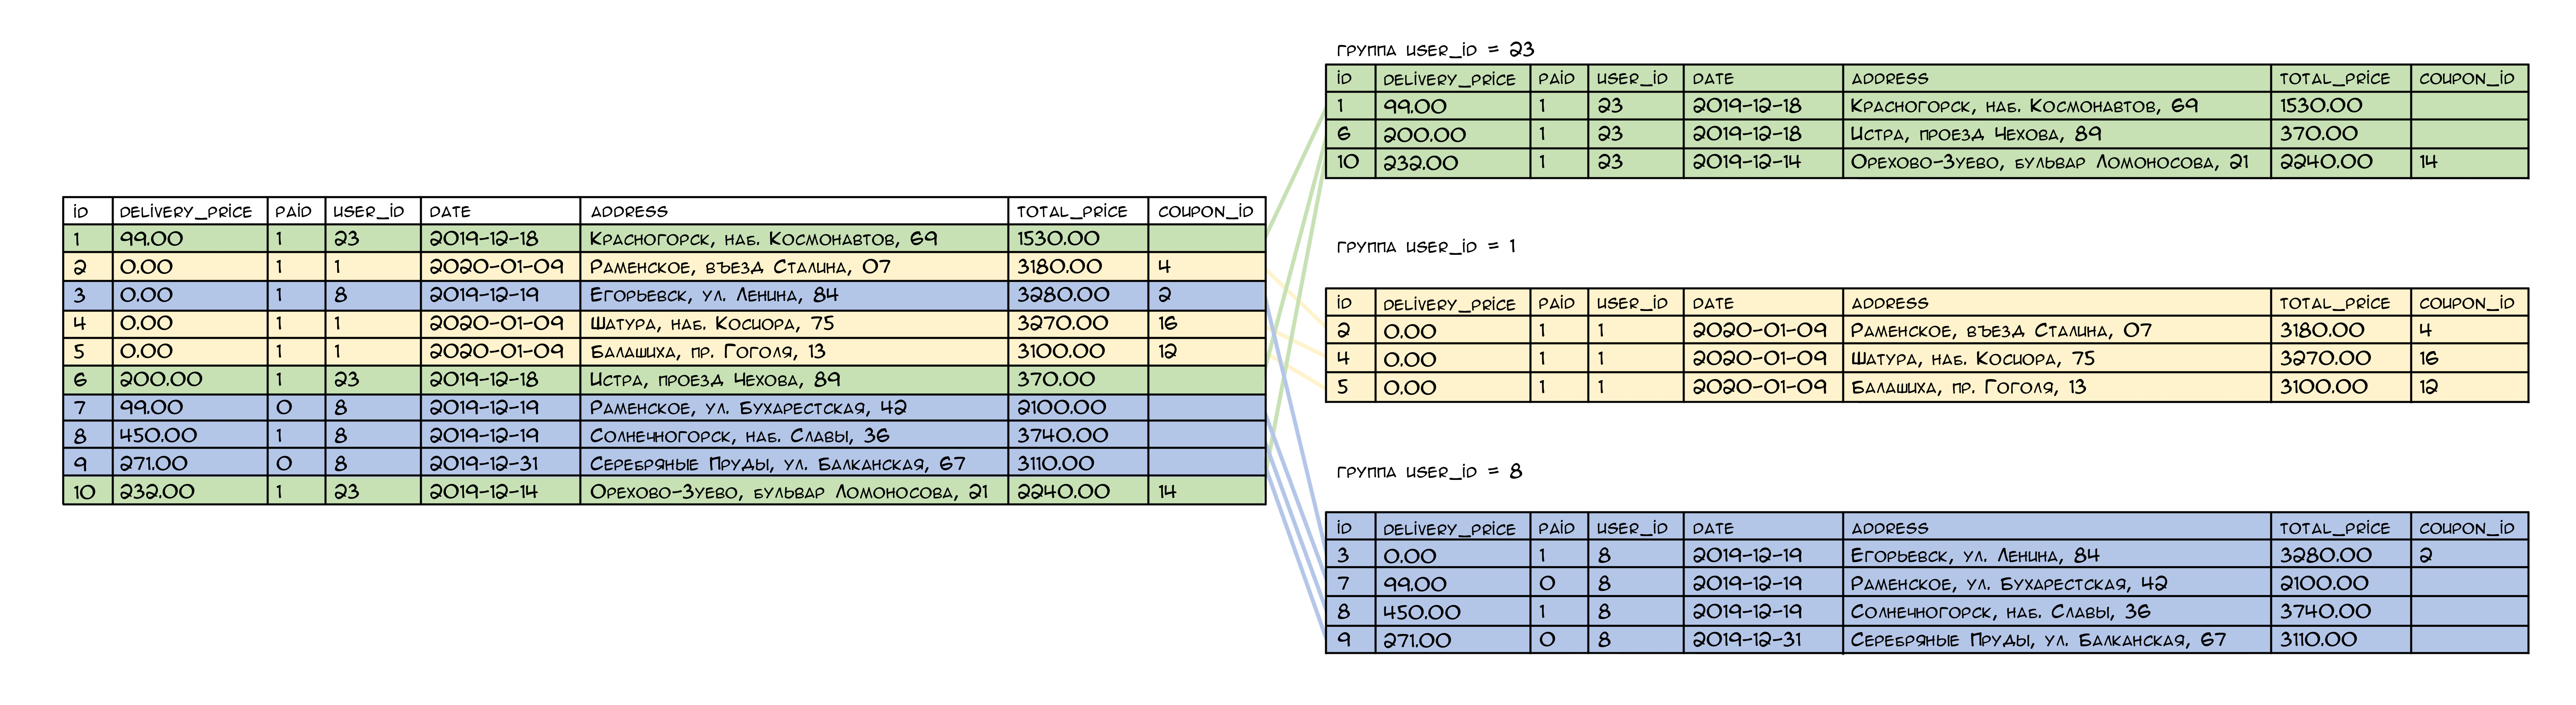 ID DELIVERY_PRICE PAID USER_ID DATE ADDRESS TOTAL_PRICE COUPON_ID
1 99.00 1 23 2019-12-18 Красногорск, наб. Космонавтов, 69 1530.00
2 0.00 1 1 2020-01-09 Раменское, въезд Сталина, 07 3180.00 4
3 0.00 1 8 2019-12-19 Егорьевск, ул. Ленина, 84 3280.00 2
4 0.00 1 1 2020-01-09 Шатура, наб. Косиора, 75 3270.00 16
5 0.00 1 1 2020-01-09 Балашиха, пр. Гоголя, 13 3100.00 12
6 200.00 1 23 2019-12-18 Истра, проезд Чехова, 89 370.00
7 99.00 0 8 2019-12-19 Раменское, ул. Бухарестская, 42 2100.00
8 450.00 1 8 2019-12-19 Солнечногорск, наб. Славы, 36 3740.00
9 271.00 0 8 2019-12-31 Серебряные Пруды, ул. Балканская, 67 3110.00
10 232.00 1 23 2019-12-14 Орехово-Зуево, бульвар Ломоносова, 21 2240.00 14
группа USER_ID = 23
ID DELIVERY_PRICE PAID USER_ID DATE ADDRESS TOTAL_PRICE COUPON_ID
1 99.00 1 23 2019-12-18 Красногорск, наб. Космонавтов, 69 1530.00
6 200.00 1 23 2019-12-18 Истра, проезд Чехова, 89 370.00
10 232.00 1 23 2019-12-14 Орехово-Зуево, бульвар Ломоносова, 21 2240.00 14
группа USER_ID = 1
ID DELIVERY_PRICE PAID USER_ID DATE ADDRESS TOTAL_PRICE COUPON_ID
2 0.00 1 1 2020-01-09 Раменское, въезд Сталина, 07 3180.00 4
4 0.00 1 1 2020-01-09 Шатура, наб. Косиора, 75 3270.00 16
5 0.00 1 1 2020-01-09 Балашиха, пр. Гоголя, 13 3100.00 12
группа USER_ID = 8
ID DELIVERY_PRICE PAID USER_ID DATE ADDRESS TOTAL_PRICE COUPON_ID
3 0.00 1 8 2019-12-19 Егорьевск, ул. Ленина, 84 3280.00 2
7 99.00 0 8 2019-12-19 Раменское, ул. Бухарестская, 42 2100.00
8 450.00 1 8 2019-12-19 Солнечногорск, наб. Славы, 36 3740.00
9 271.00 0 8 2019-12-31 Серебряные Пруды, ул. Балканская, 67 3110.00